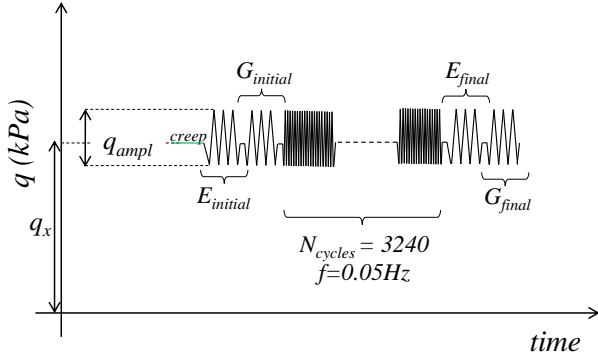 q (kPa)
G_initial
E_final
q_ampl
creep
E_initial
G_final
q_x
N_cycles = 3240
f=0.05Hz
time